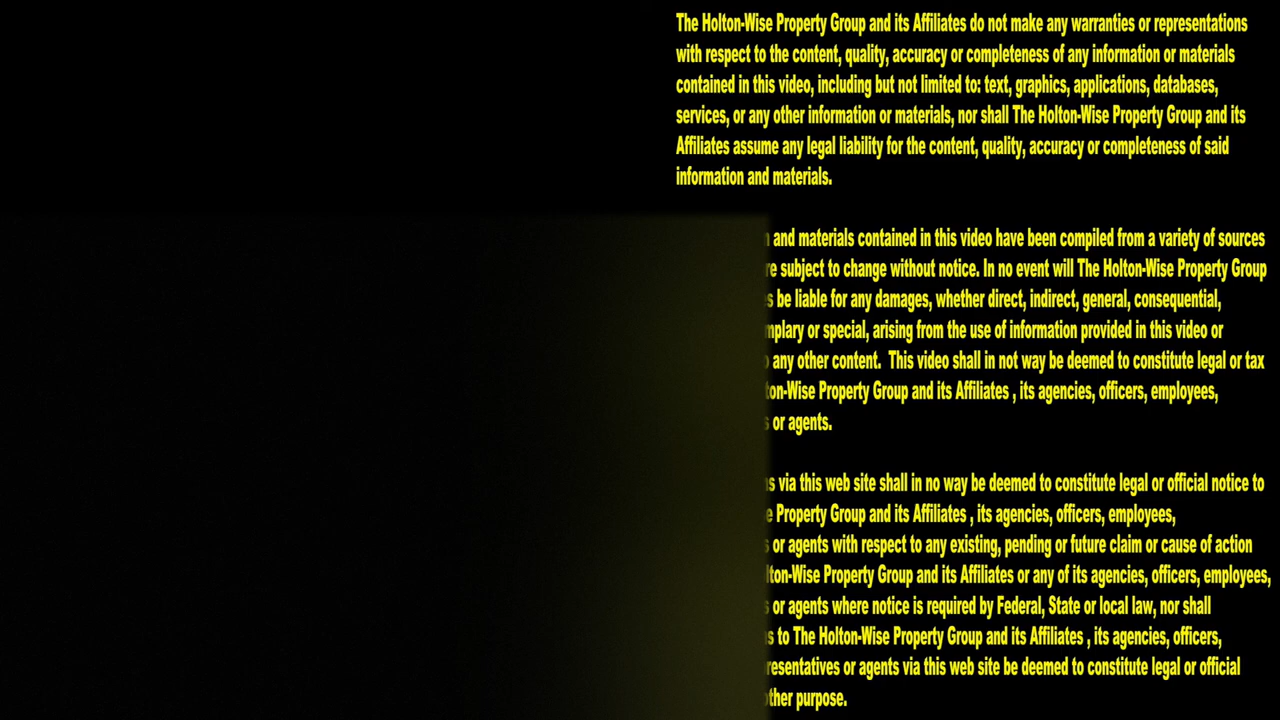 The Holton-Wise Property Group and its Affiliates do not make any warranties or representations
with respect to the content, quality, accuracy or completeness of any information or materials
contained in this video, including but not limited to: text, graphics, applications, databases,
services, or any other information or materials, nor shall The Holton-Wise Property Group and its
Affiliates assume any legal liability for the content, quality, accuracy or completeness of said
information and materials.
and materials contained in this video have been compiled from a variety of sources
subject to change without notice. In no event will The Holton-Wise Property Group
be liable for any damages, whether direct, indirect, general, consequential,
or special, arising from the use of information provided in this video or
any other content. This video shall in not way be deemed to constitute legal or tax
Property Group and its Affiliates , its agencies, officers, employees,
or agents.
via this web site shall in no way be deemed to constitute legal or official notice to
Property Group and its Affiliates , its agencies, officers, employees,
or agents with respect to any existing, pending or future claim or cause of action
Property Group and its Affiliates or any of its agencies, officers, employees,
or agents where notice is required by Federal, State or local law, nor shall
to The Holton-Wise Property Group and its Affiliates , its agencies, officers,
or agents via this web site be deemed to constitute legal or official
purpose.